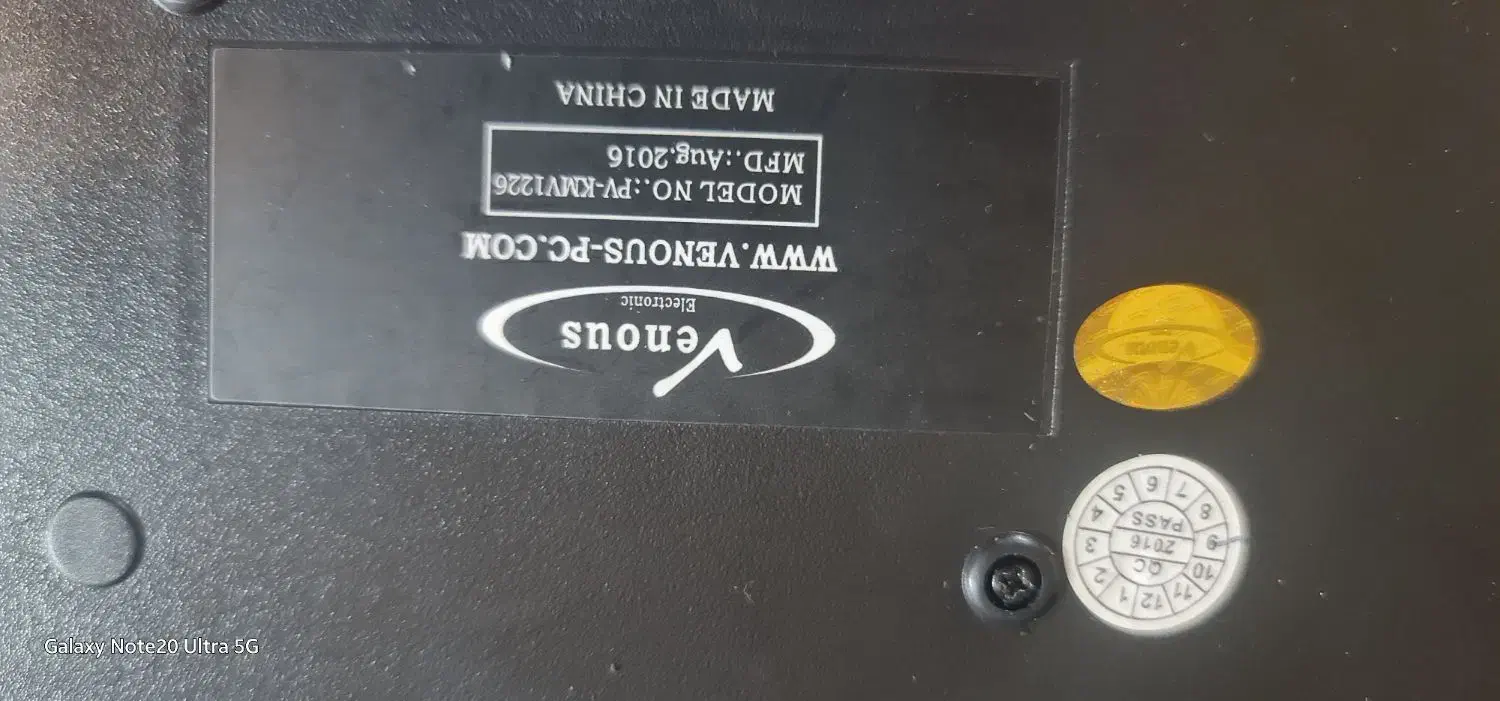 Venous
Electronic
WWW.VENOUS-PC.COM
MODEL NO.:PV-KMV1226
MFD.:Aug.2016
MADE IN CHINA
Venous
1 2 3 4 5 6 7 8 9 10 11 12
QC
2016
PASS
Galaxy Note20 Ultra 5G